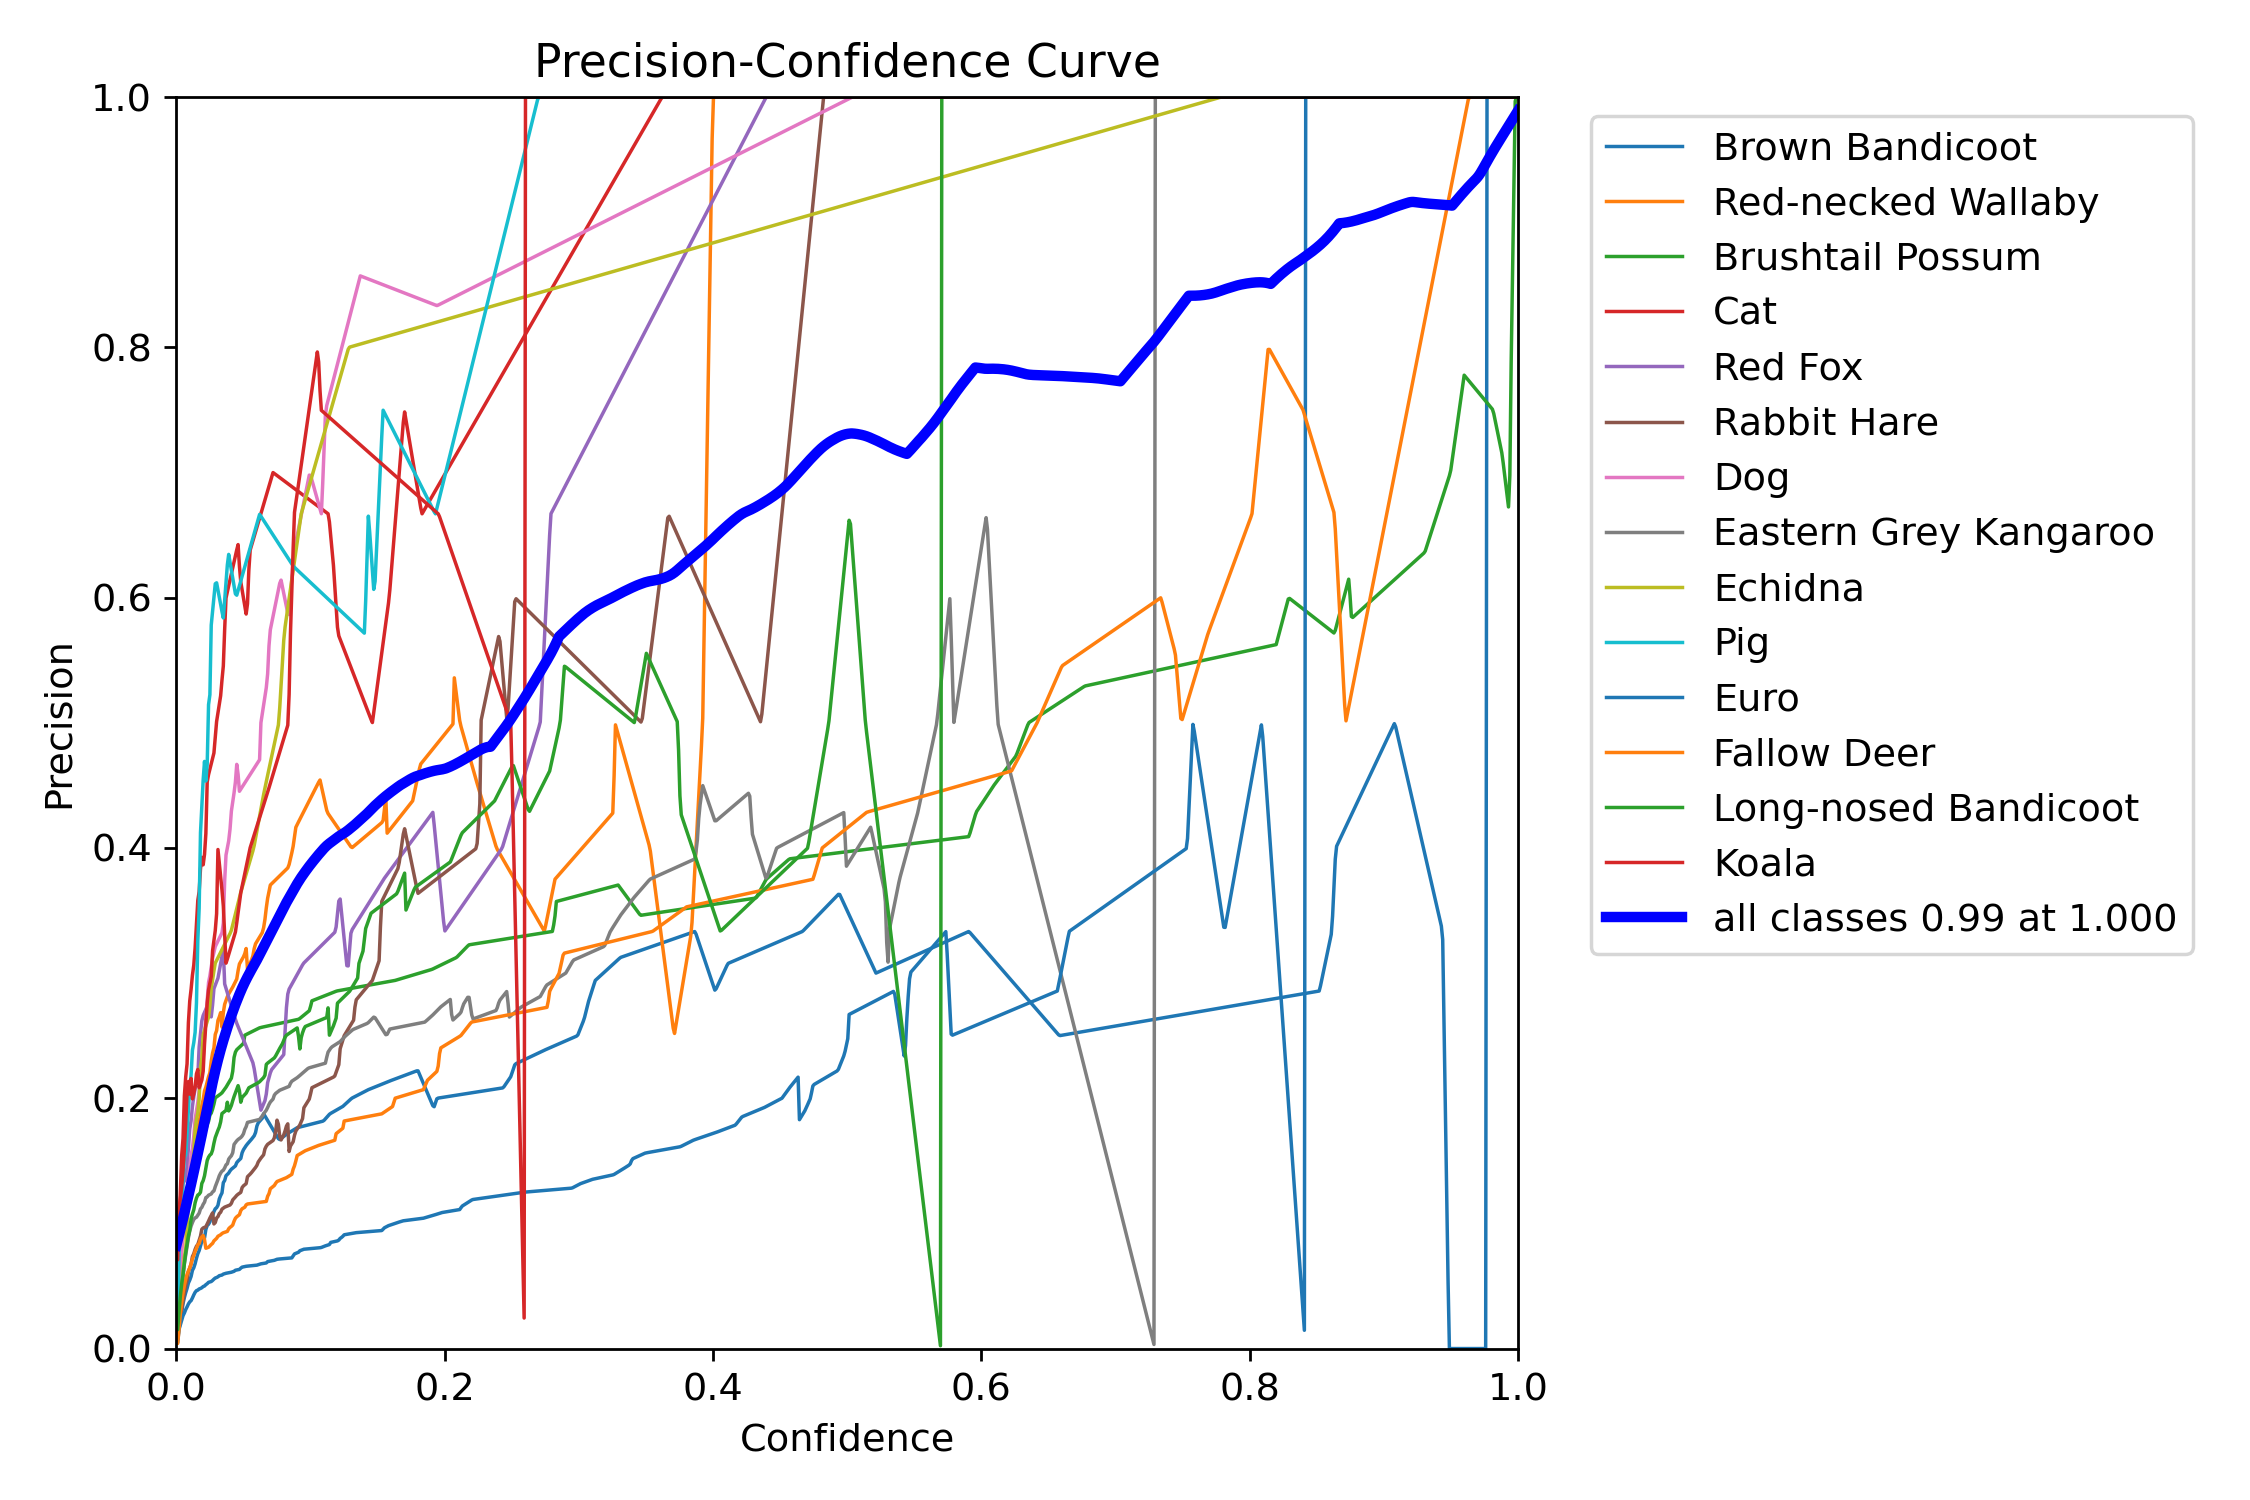 Precision-Confidence Curve
1.0
0.8
0.6
0.4
0.2
0.0
Precision
0.0 0.2 0.4 0.6 0.8 1.0
Confidence
Brown Bandicoot
Red-necked Wallaby
Brushtail Possum
Cat
Red Fox
Rabbit Hare
Dog
Eastern Grey Kangaroo
Echidna
Pig
Euro
Fallow Deer
Long-nosed Bandicoot
Koala
all classes 0.99 at 1.000